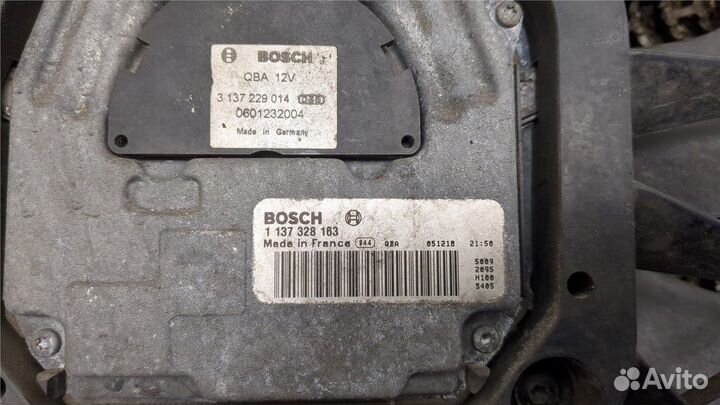 BOSCH
QBA 12V
3 137 229 014
0601232004
Made in Germany
BOSCH
1 137 328 163
Made in France 944 QBA 051218 21:50
5009
2095
H100
S405
Avito